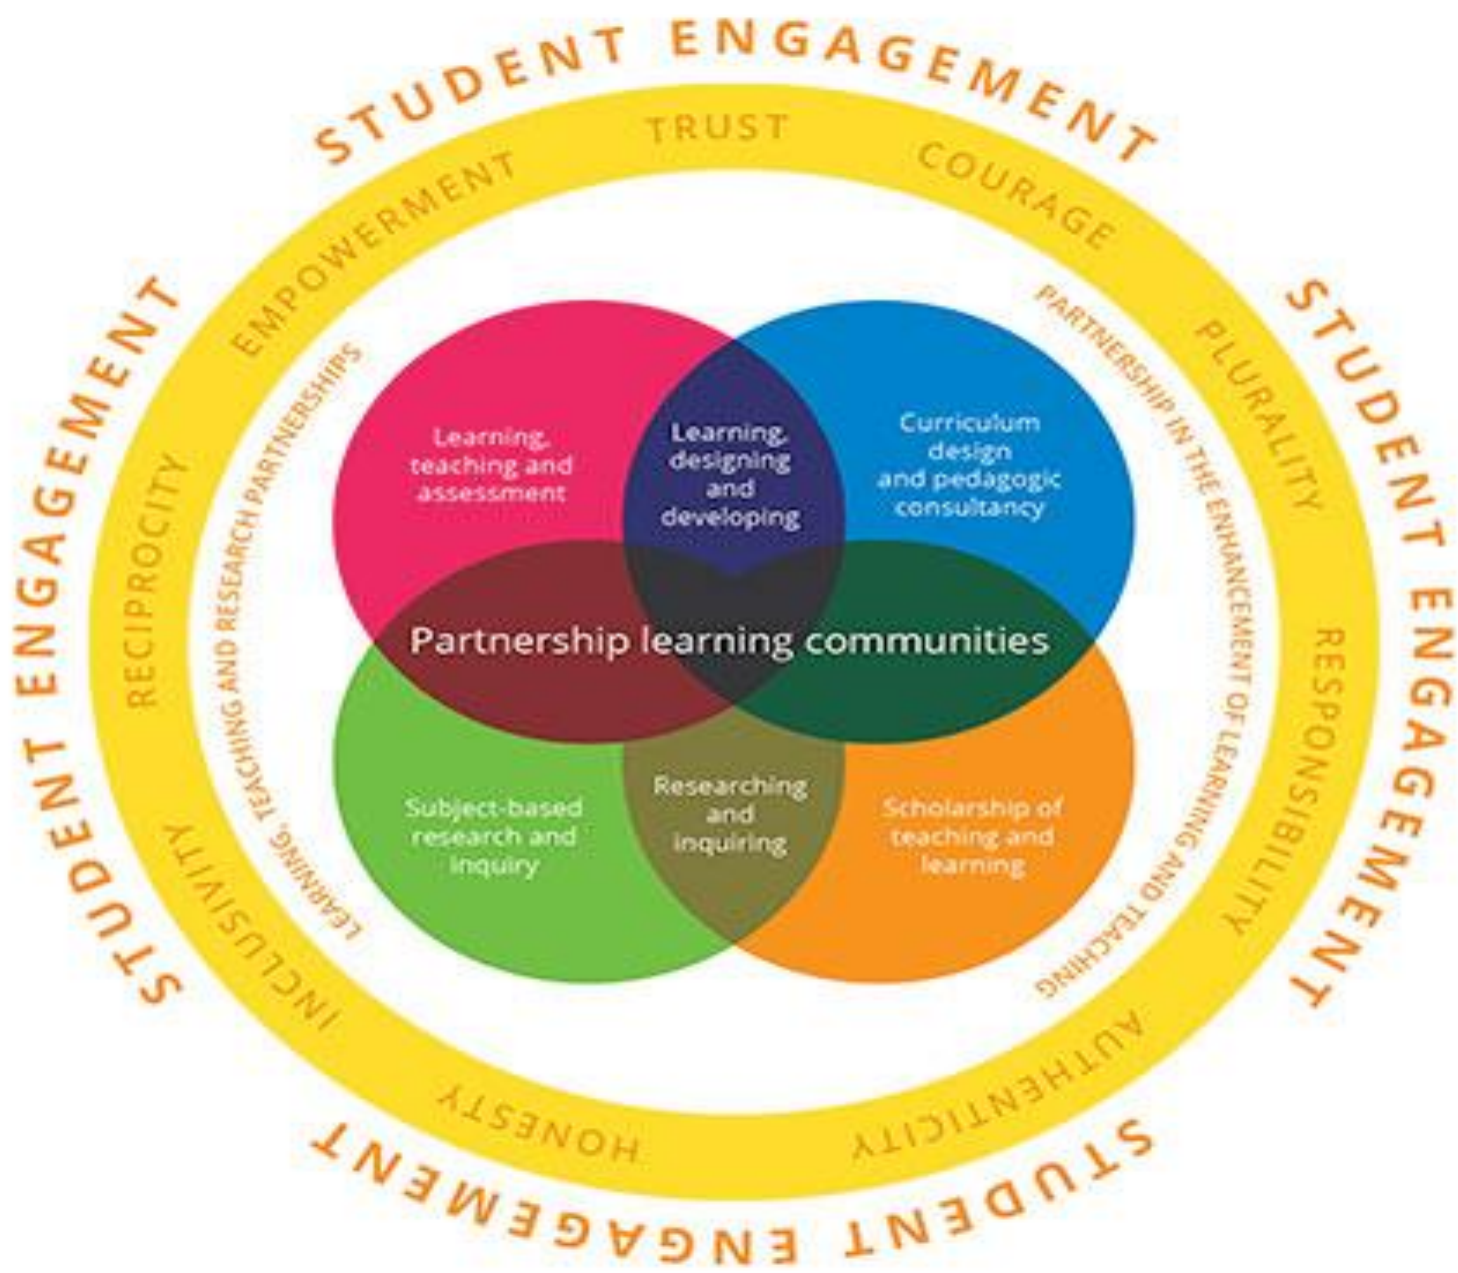 STUDENT ENGAGEMENT
STUDENT ENGAGEMENT
STUDENT ENGAGEMENT
STUDENT ENGAGEMENT
TRUST
COURAGE
PLURALITY
RESPONSIBILITY
AUTHENTICITY
HONESTY
INCLUSIVITY
RECIPROCITY
EMPOWERMENT
LEARNING, TEACHING AND RESEARCH PARTNERSHIPS
PARTNERSHIP IN THE ENHANCEMENT OF LEARNING AND TEACHING
Learning,
teaching and
assessment
Learning,
designing
and
developing
Curriculum
design
and pedagogic
consultancy
Partnership learning communities
Subject-based
research and
inquiry
Researching
and
inquiring
Scholarship of
teaching and
learning